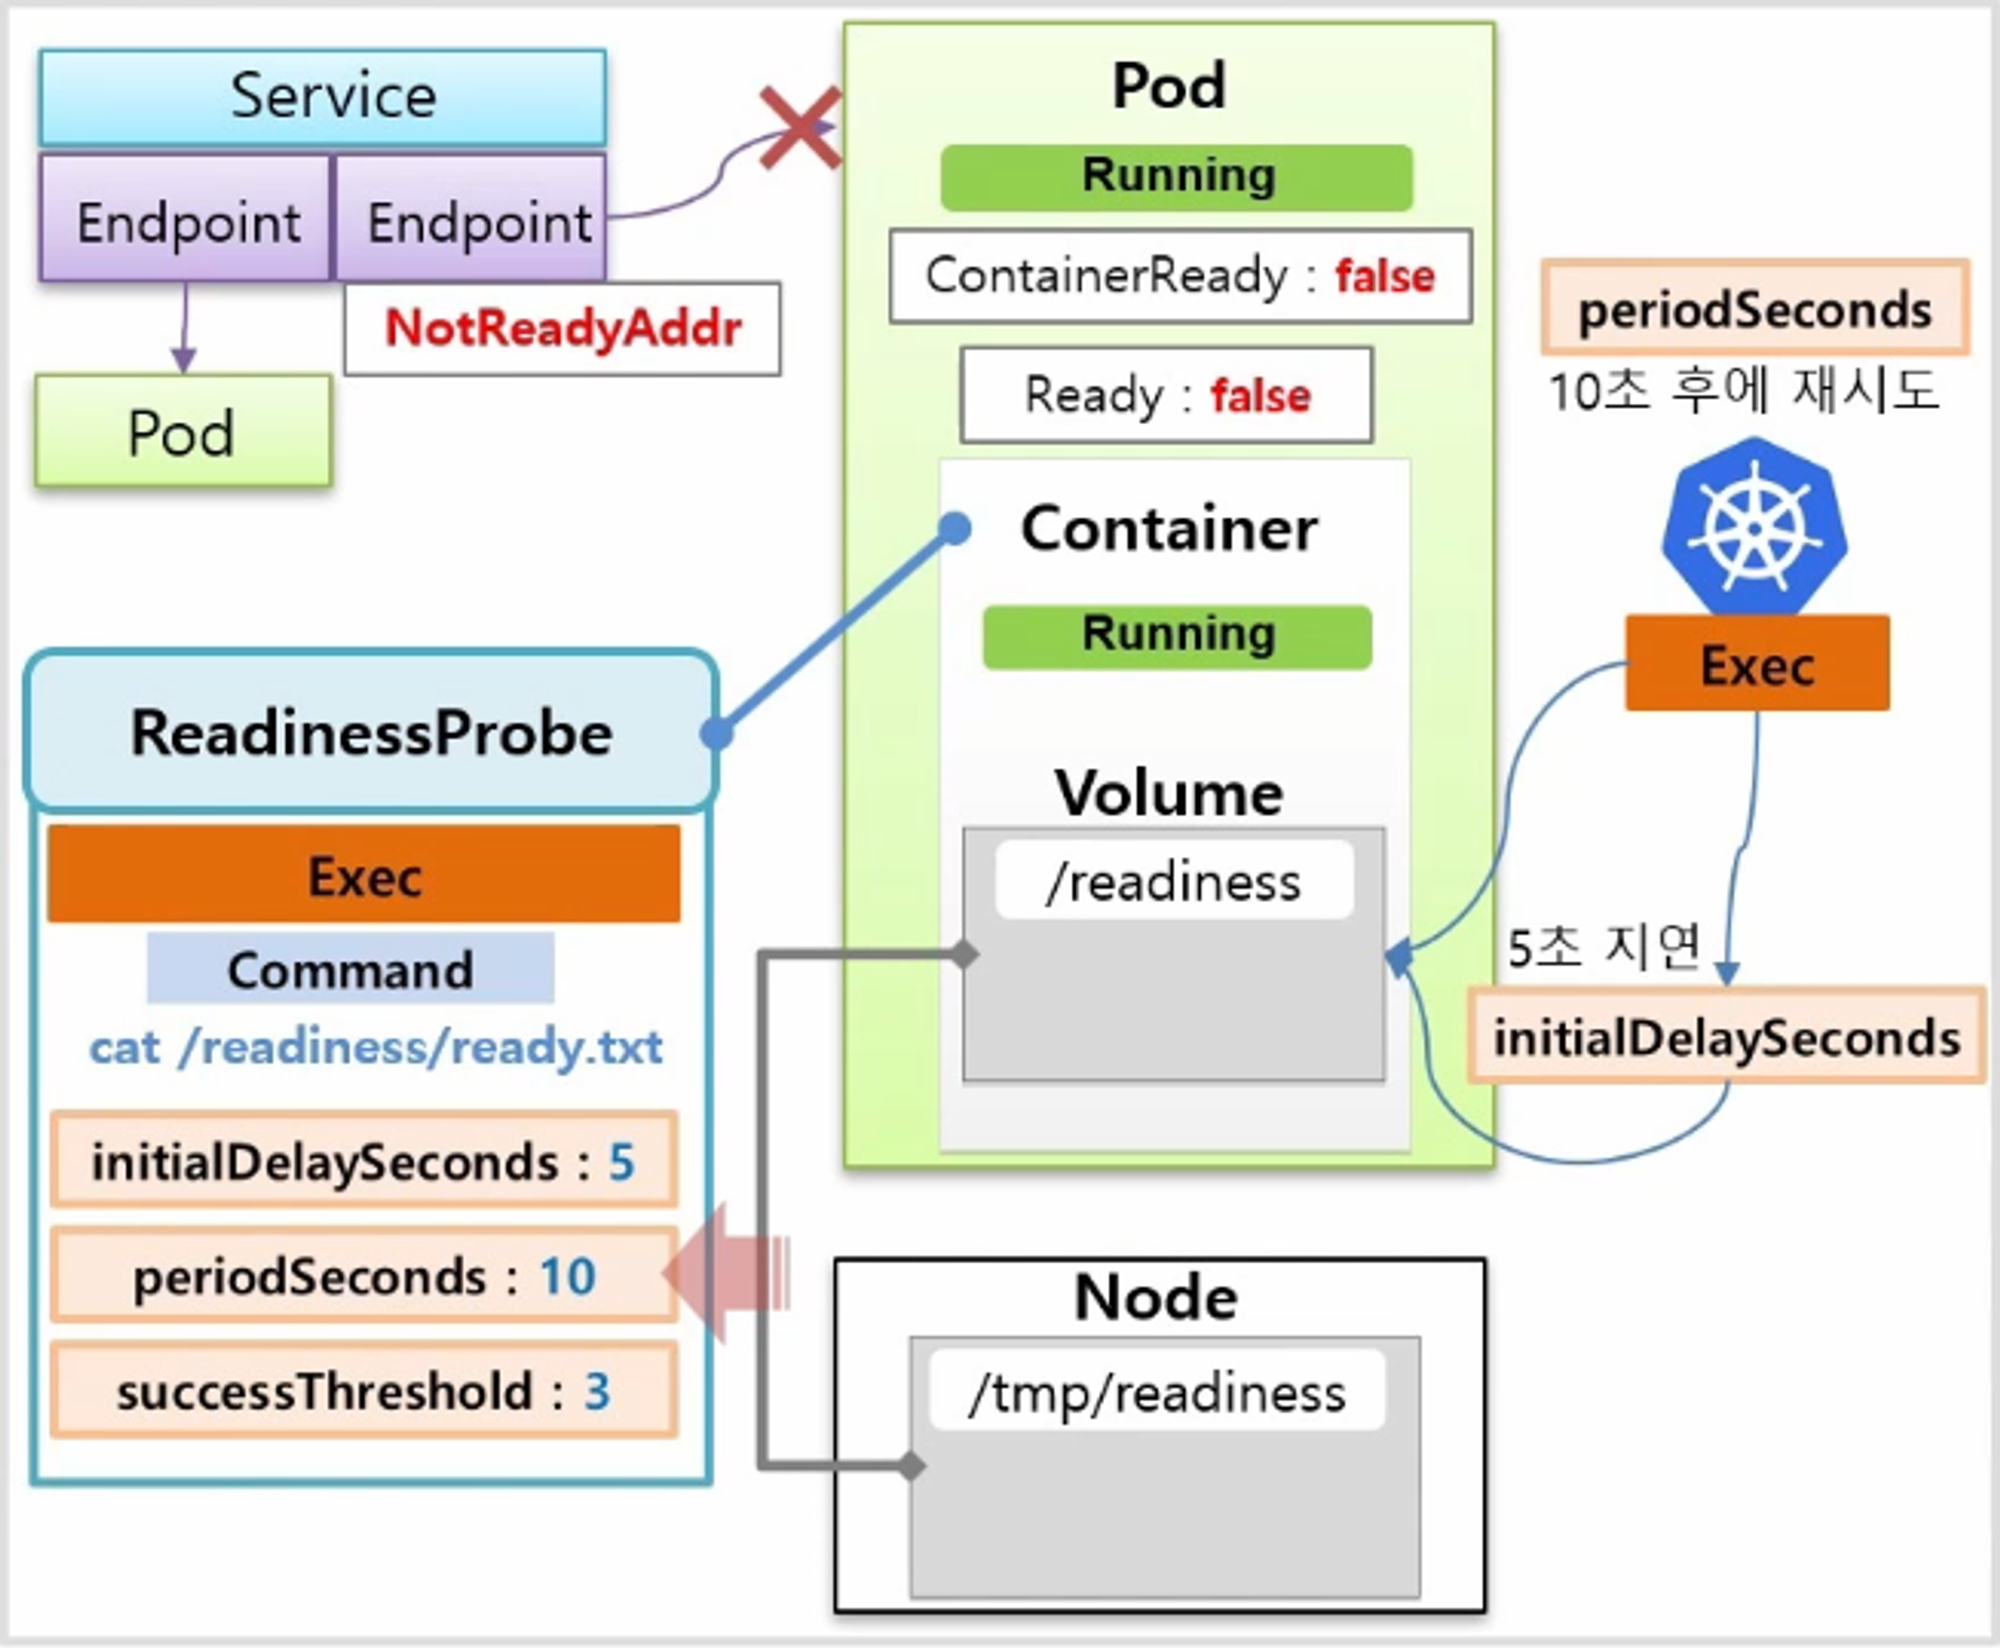 Service
Endpoint
Endpoint
NotReadyAddr
Pod
Pod
Running
ContainerReady : false
Ready : false
Container
Running
Volume
/readiness
periodSeconds
10초 후에 재시도
Exec
5초 지연
initialDelaySeconds
ReadinessProbe
Exec
Command
cat /readiness/ready.txt
initialDelaySeconds : 5
periodSeconds : 10
successThreshold : 3
Node
/tmp/readiness